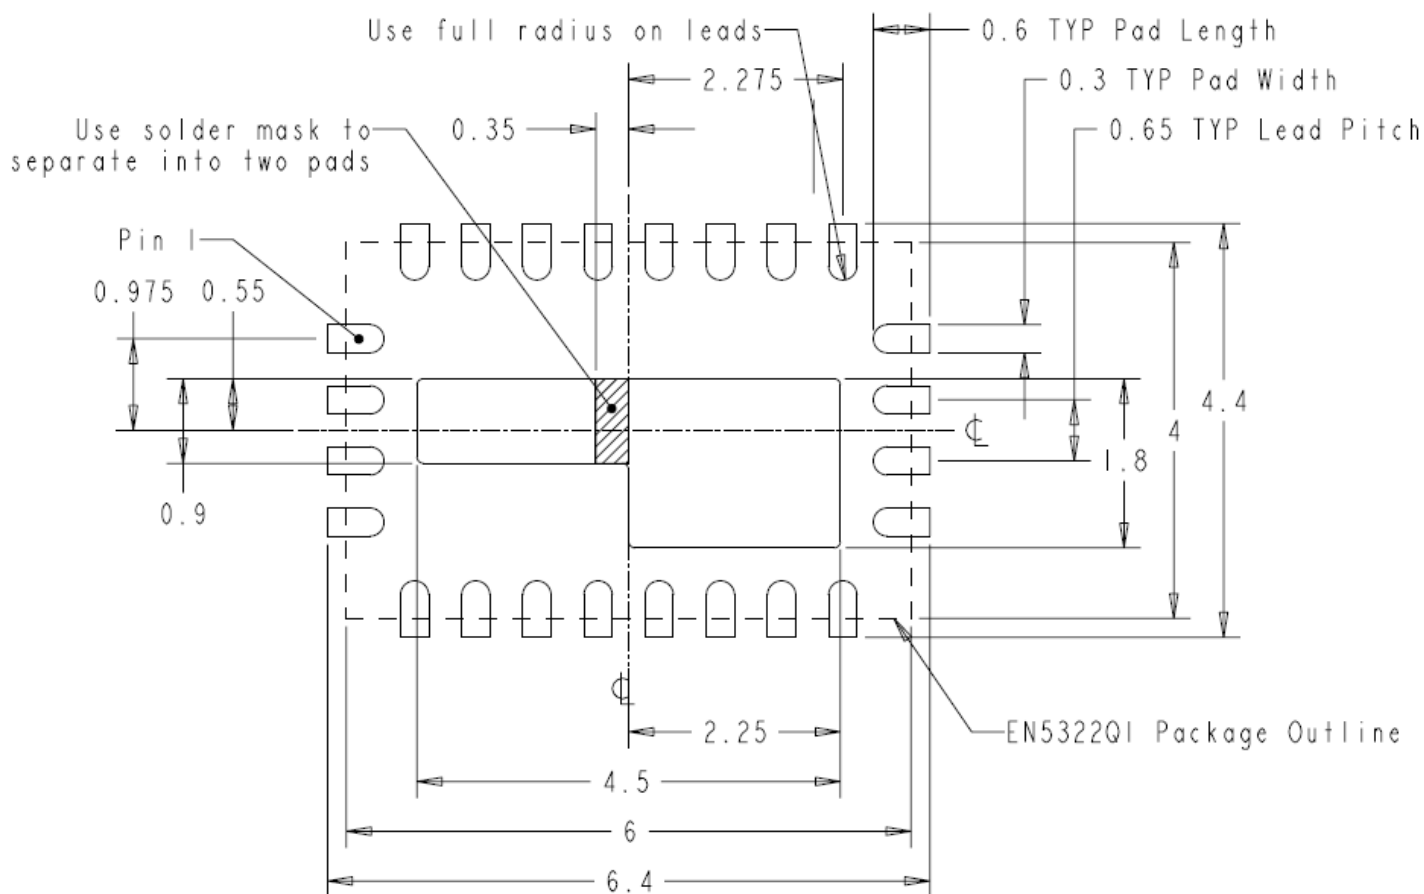 Use full radius on leads
0.6 TYP Pad Length
2.275
0.3 TYP Pad Width
Use solder mask to
separate into two pads
0.35
0.65 TYP Lead Pitch
Pin 1
0.975
0.55
4.4
4
1.8
0.9
2.25
EN5322QI Package Outline
4.5
6
6.4